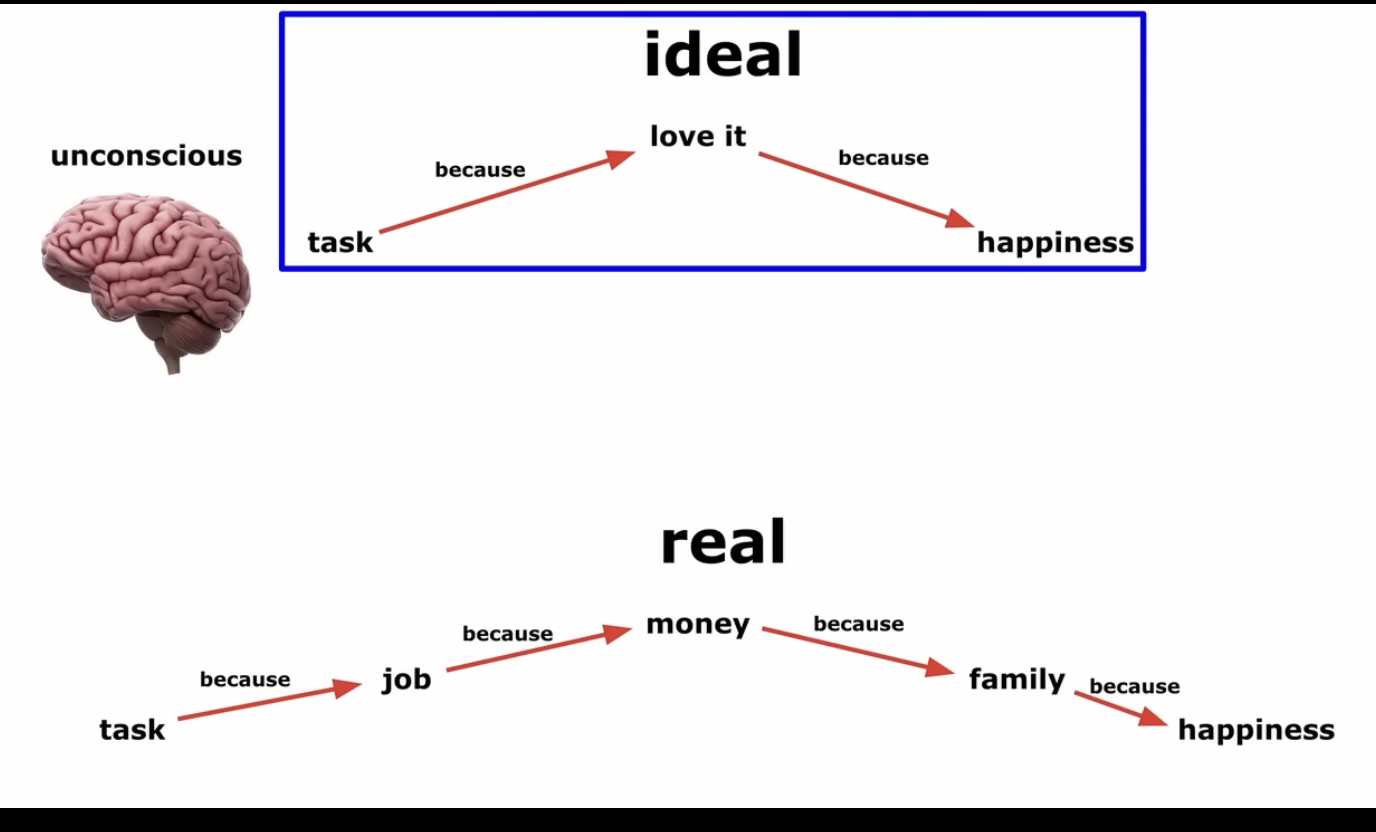 ideal
love it
because
because
unconscious
task
happiness
real
money
because
because
job
because
family
because
task
happiness